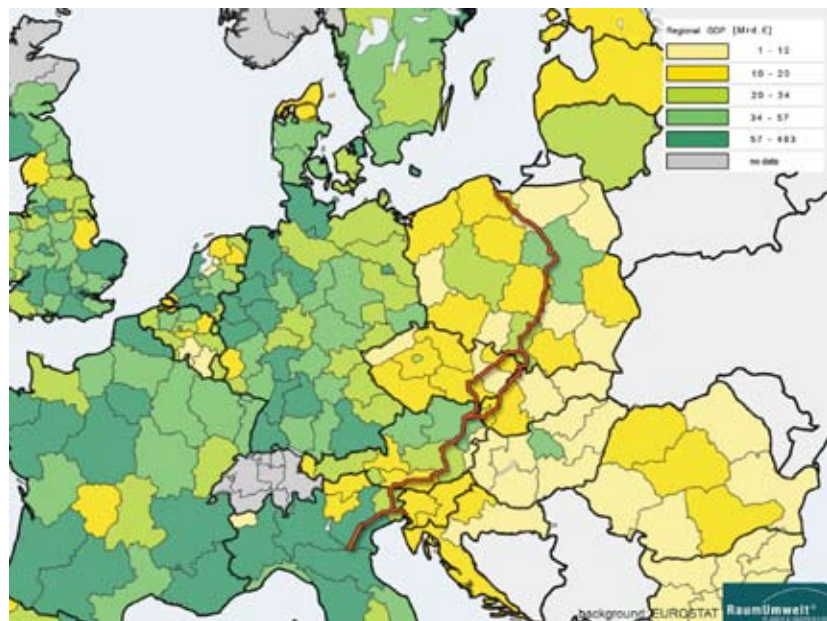 Regional GDP [Mrd.€]
1 - 10
10 - 20
20 - 34
34 - 57
57 - 483
no data
background: EUROSTAT
RaumUmwelt®